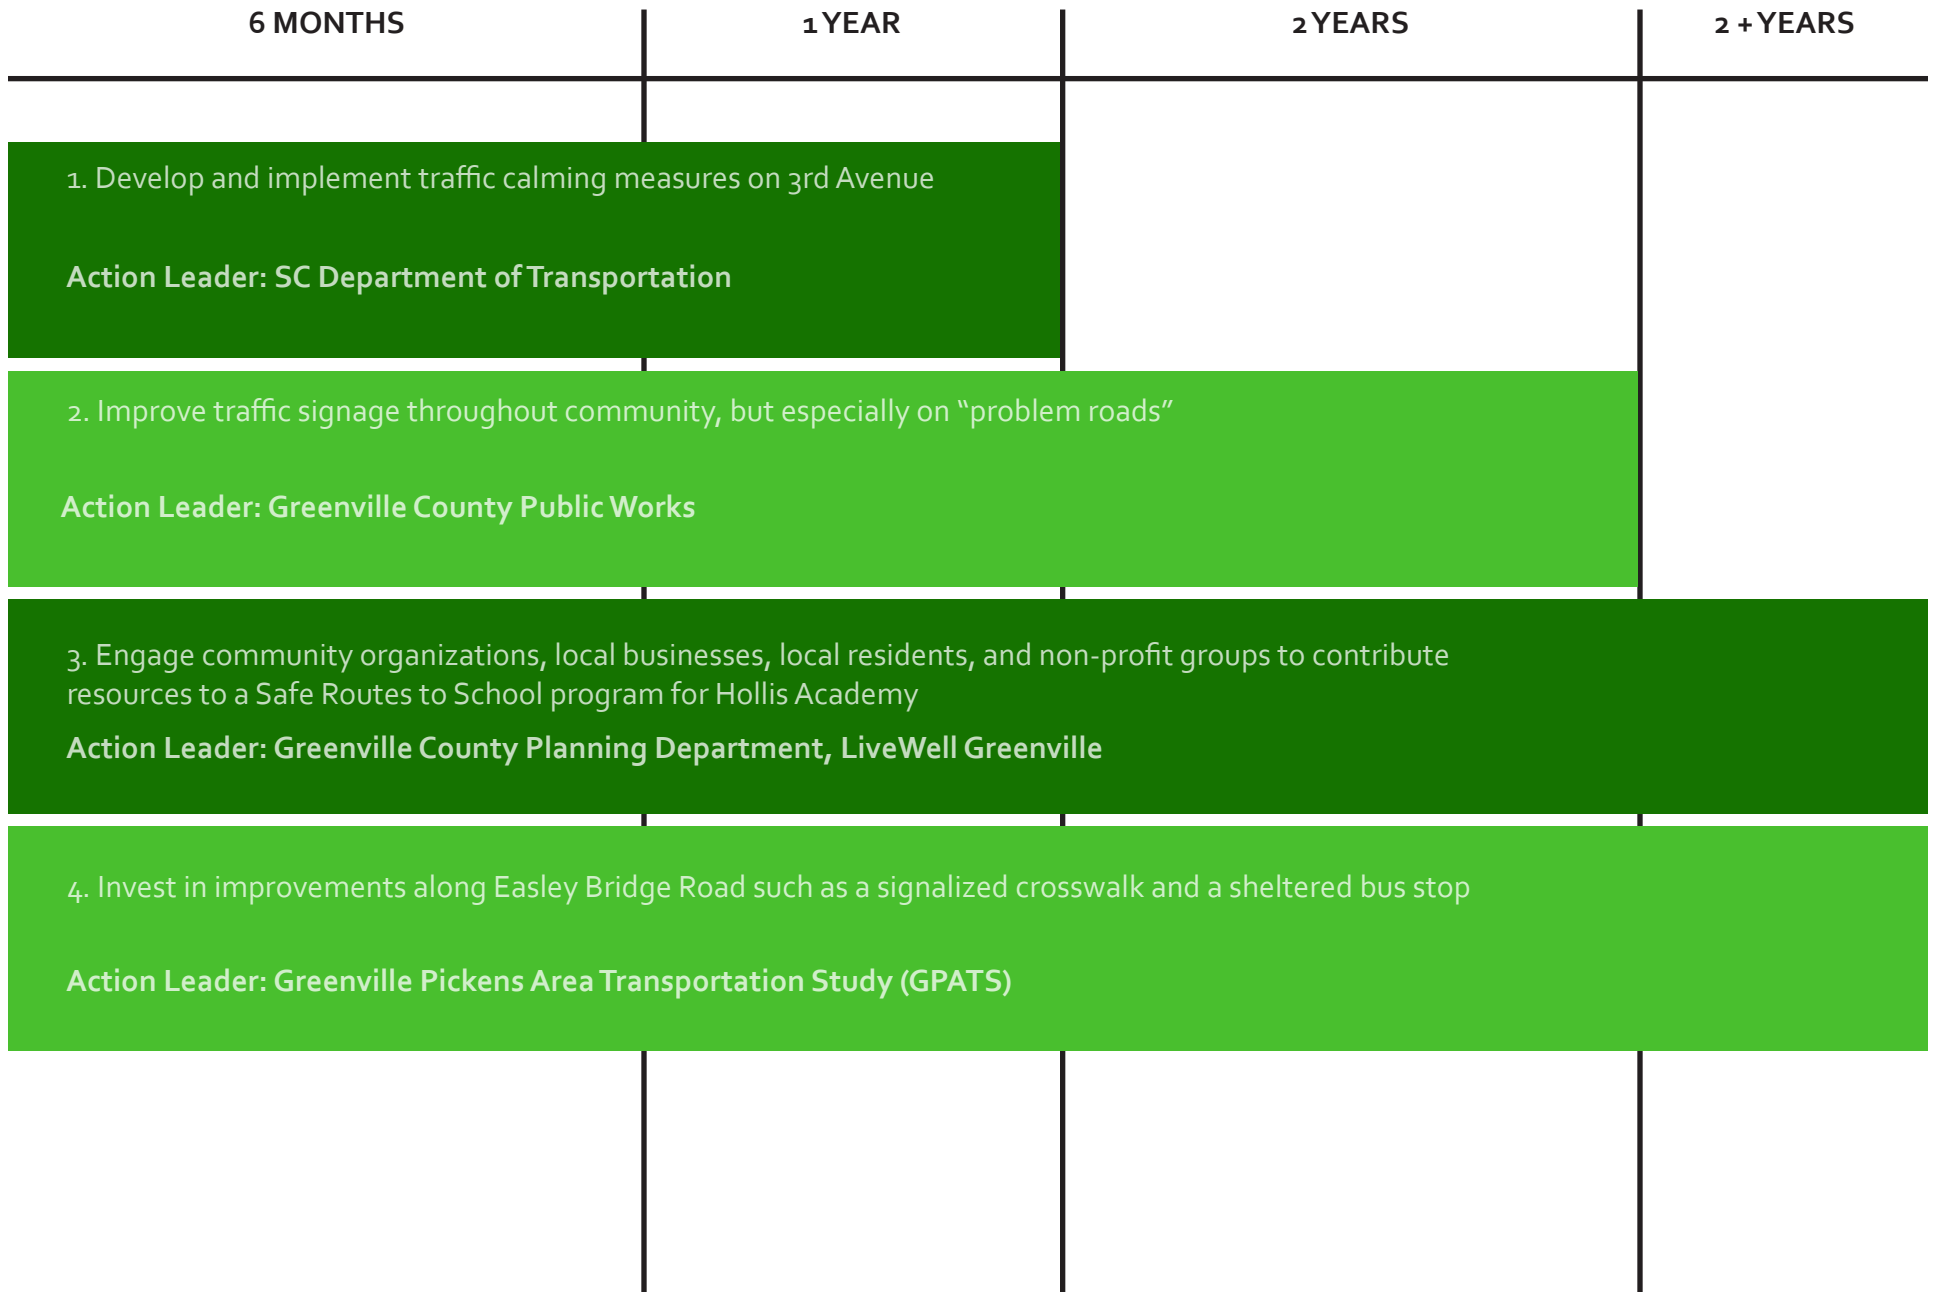 6 MONTHS
1 YEAR
2 YEARS
2 + YEARS
1. Develop and implement traffic calming measures on 3rd Avenue
Action Leader: SC Department of Transportation
2. Improve traffic signage throughout community, but especially on “problem roads”
Action Leader: Greenville County Public Works
3. Engage community organizations, local businesses, local residents, and non-profit groups to contribute
resources to a Safe Routes to School program for Hollis Academy
Action Leader: Greenville County Planning Department, LiveWell Greenville
4. Invest in improvements along Easley Bridge Road such as a signalized crosswalk and a sheltered bus stop
Action Leader: Greenville Pickens Area Transportation Study (GPATS)